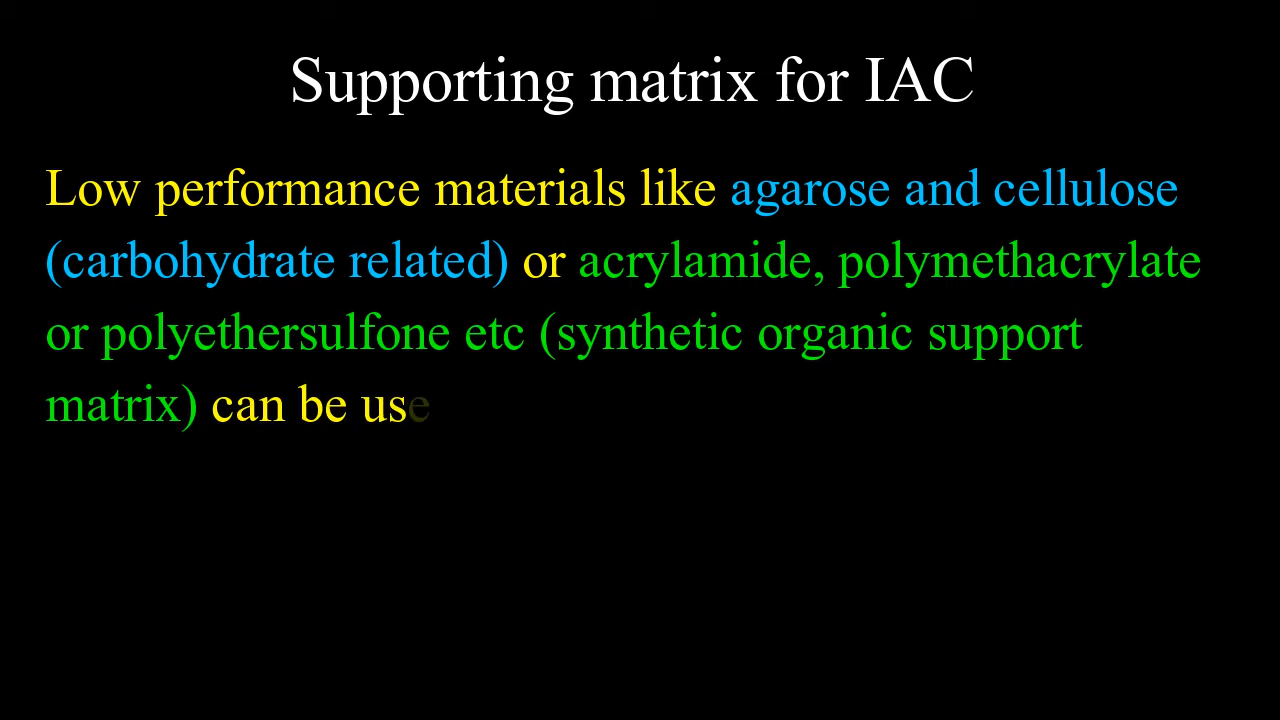 Supporting matrix for IAC
Low performance materials like agarose and cellulose
(carbohydrate related) or acrylamide, polymethacrylate
or polyethersulfone etc (synthetic organic support
matrix) can be use